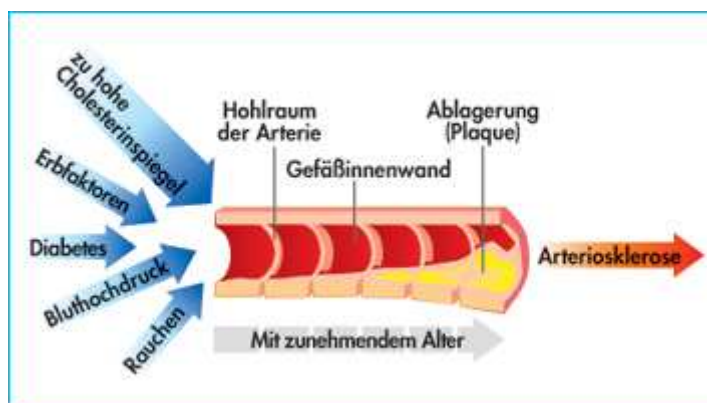 zu hohe
Cholesterinspiegel
Erbfaktoren
Diabetes
Bluthochdruck
Rauchen
Hohlraum
der Arterie
Gefäßinnenwand
Ablagerung
(Plaque)
Arteriosklerose
Mit zunehmendem Alter